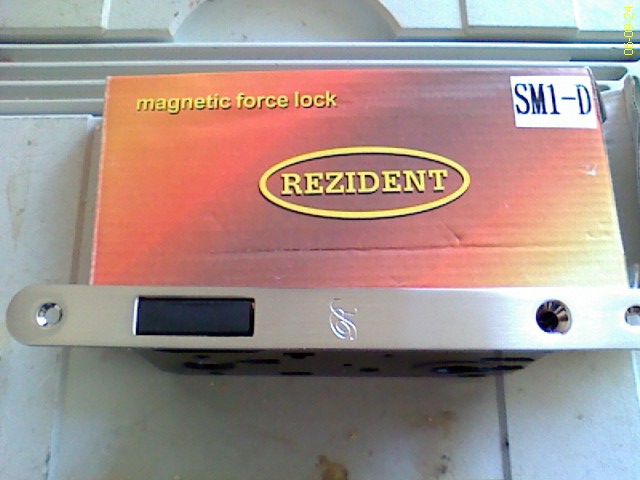 magnetic force lock
SM1-D
REZIDENT